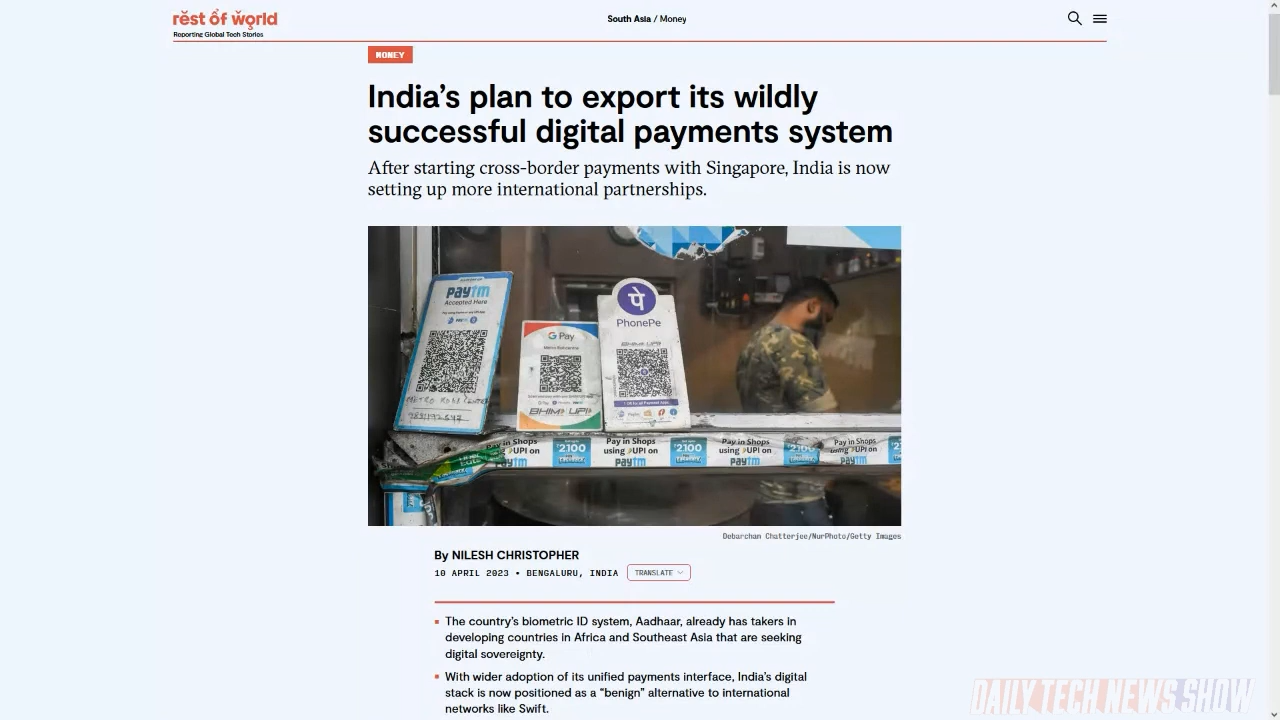 rest of world
South Asia / Money
Reporting Global Tech Stories
MONEY
India's plan to export its wildly
successful digital payments system
After starting cross-border payments with Singapore, India is now
setting up more international partnerships.
paytm
Accepted Here
G Pay
BHIM UPI
पे
PhonePe
BHIM UPI
Pay in Shops
using UPI on
paytm
₹2100
Pay in Shops
using UPI on
paytm
₹2100
Pay in Shops
using UPI on
paytm
Pay in Shops
using UPI on
paytm
Debarchan Chatterjee/NurPhoto/Getty Images
By NILESH CHRISTOPHER
10 APRIL 2023 • BENGALURU, INDIA
TRANSLATE
The country's biometric ID system, Aadhaar, already has takers in
developing countries in Africa and Southeast Asia that are seeking
digital sovereignty.
With wider adoption of its unified payments interface, India's digital
stack is now positioned as a “benign” alternative to international
networks like Swift.
DAILY TECH NEWS SHOW